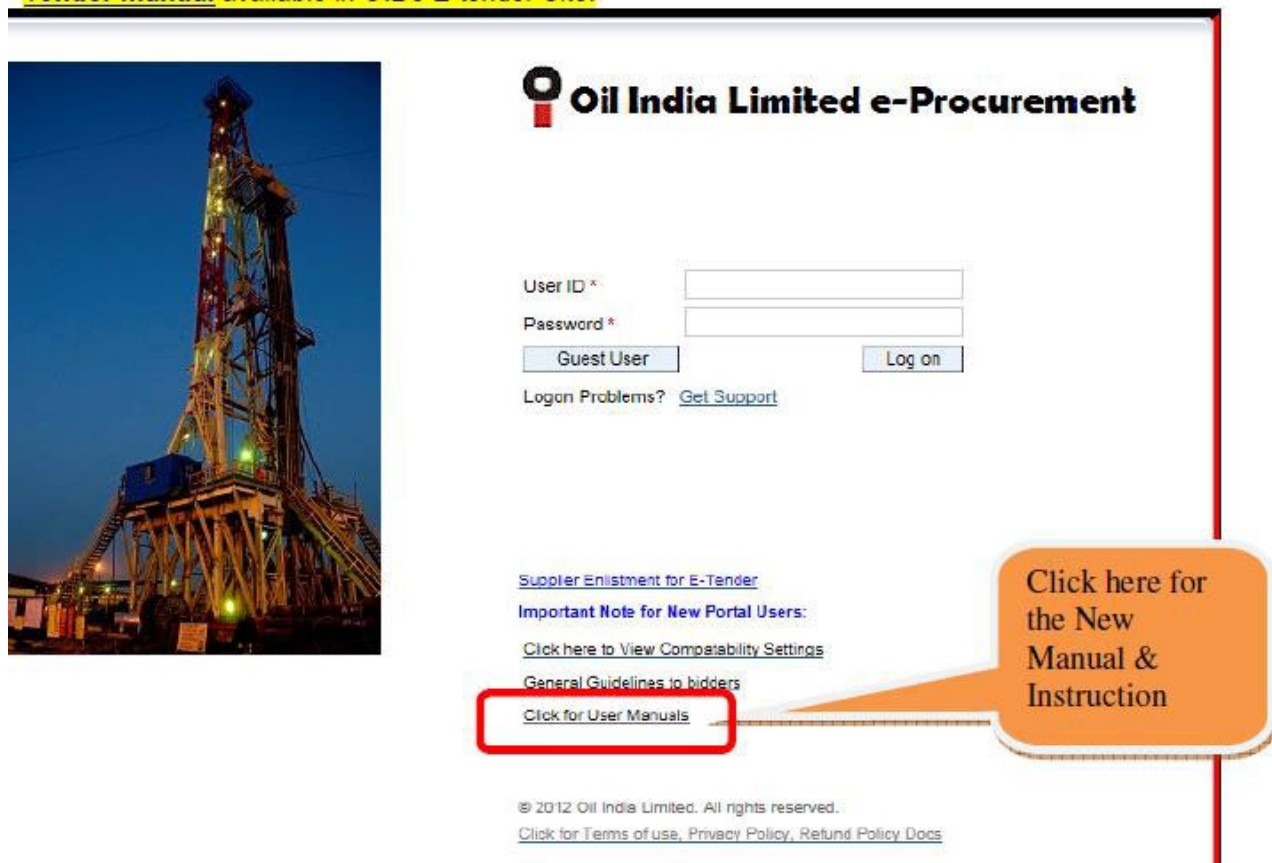 Oil India Limited e-Procurement
User ID *
Password *
Guest User
Log on
Logon Problems? Get Support
Supplier Enlistment for E-Tender
Important Note for New Portal Users:
Click here to View Compatability Settings
General Guidelines to bidders
Click for User Manuals
Click here for
the New
Manual &
Instruction
© 2012 Oil India Limited. All rights reserved.
Click for Terms of use, Privacy Policy, Refund Policy Docs